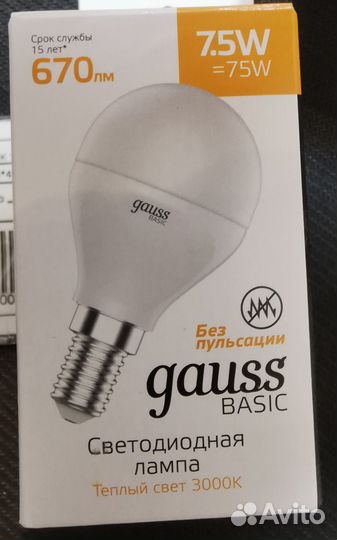 Срок службы
15 лет*
670лм
7.5W
=75W
gauss
BASIC
Без
пульсации
gauss
BASIC
Светодиодная
лампа
Теплый свет 3000К
Avito